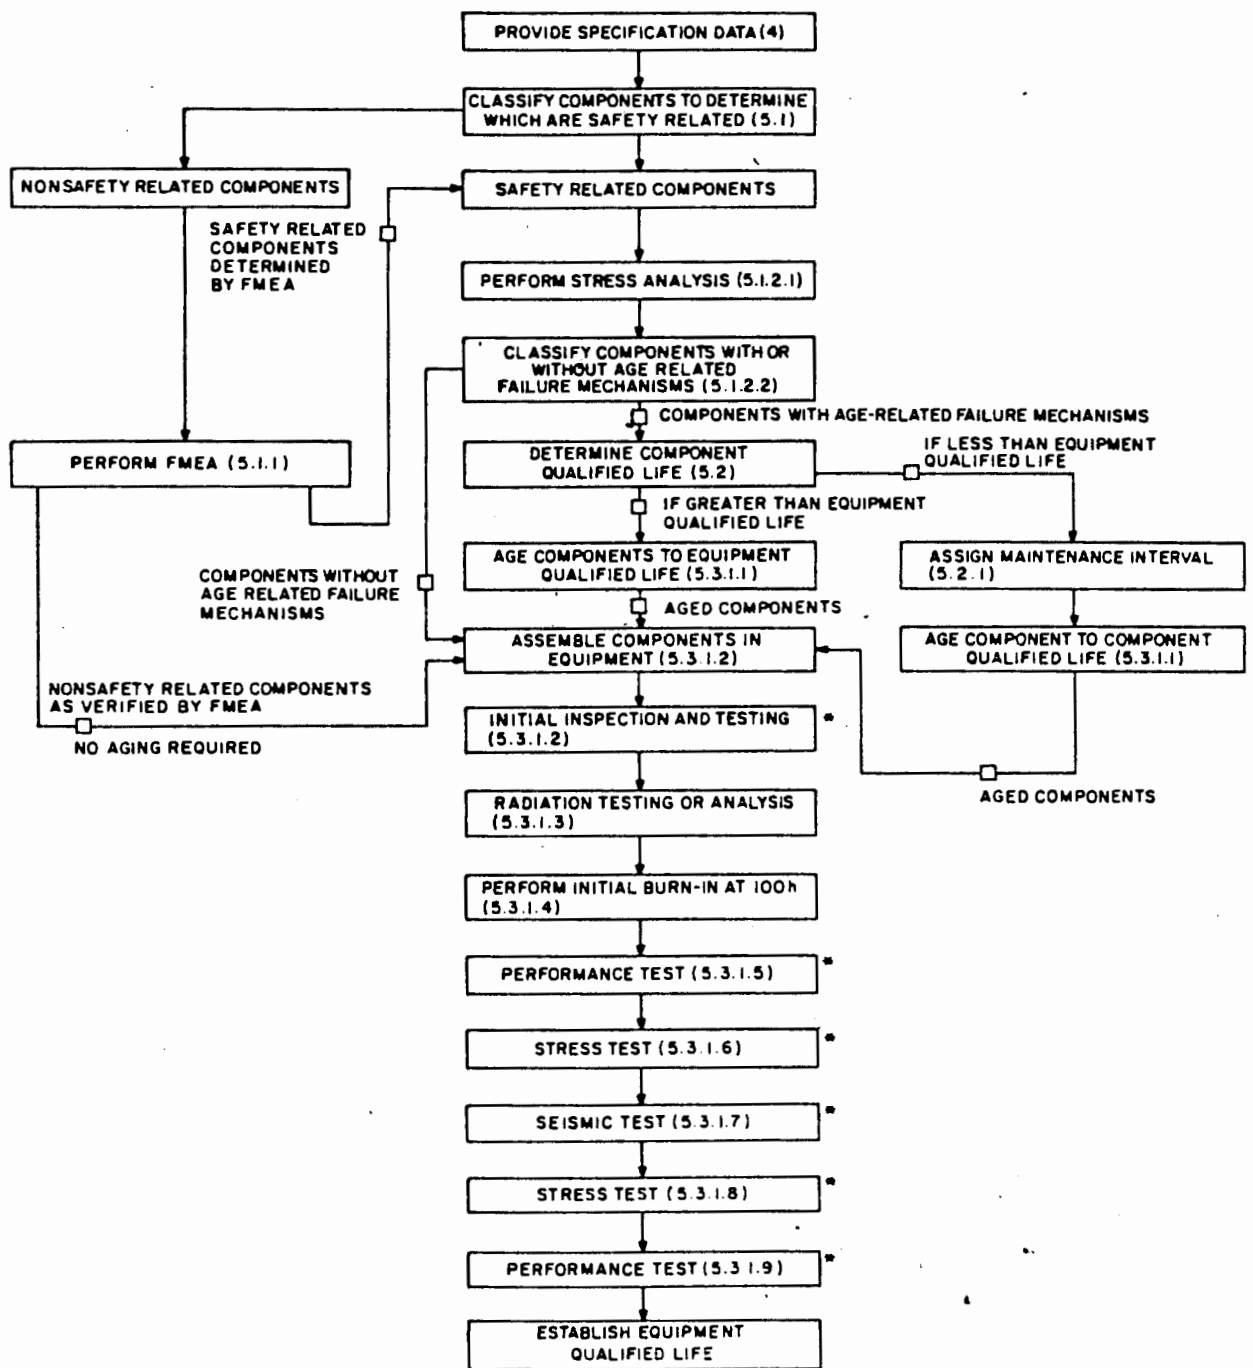 PROVIDE SPECIFICATION DATA (4)
CLASSIFY COMPONENTS TO DETERMINE
WHICH ARE SAFETY RELATED (5.1)
NONSAFETY RELATED COMPONENTS
SAFETY RELATED COMPONENTS
SAFETY RELATED
COMPONENTS
DETERMINED
BY FMEA
PERFORM STRESS ANALYSIS (5.1.2.1)
CLASSIFY COMPONENTS WITH OR
WITHOUT AGE RELATED
FAILURE MECHANISMS (5.1.2.2)
COMPONENTS WITH AGE-RELATED FAILURE MECHANISMS
PERFORM FMEA (5.1.1)
DETERMINE COMPONENT
QUALIFIED LIFE (5.2)
IF LESS THAN EQUIPMENT
QUALIFIED LIFE
IF GREATER THAN EQUIPMENT
QUALIFIED LIFE
AGE COMPONENTS TO EQUIPMENT
QUALIFIED LIFE (5.3.1.1)
ASSIGN MAINTENANCE INTERVAL
(5.2.1)
COMPONENTS WITHOUT
AGE RELATED FAILURE
MECHANISMS
AGED COMPONENTS
ASSEMBLE COMPONENTS IN
EQUIPMENT (5.3.1.2)
AGE COMPONENT TO COMPONENT
QUALIFIED LIFE (5.3.1.1)
NONSAFETY RELATED COMPONENTS
AS VERIFIED BY FMEA
NO AGING REQUIRED
INITIAL INSPECTION AND TESTING *
(5.3.1.2)
AGED COMPONENTS
RADIATION TESTING OR ANALYSIS
(5.3.1.3)
PERFORM INITIAL BURN-IN AT 100h
(5.3.1.4)
PERFORMANCE TEST (5.3.1.5) *
STRESS TEST (5.3.1.6) *
SEISMIC TEST (5.3.1.7) *
STRESS TEST (5.3.1.8) *
PERFORMANCE TEST (5.3 1.9) *
ESTABLISH EQUIPMENT
QUALIFIED LIFE